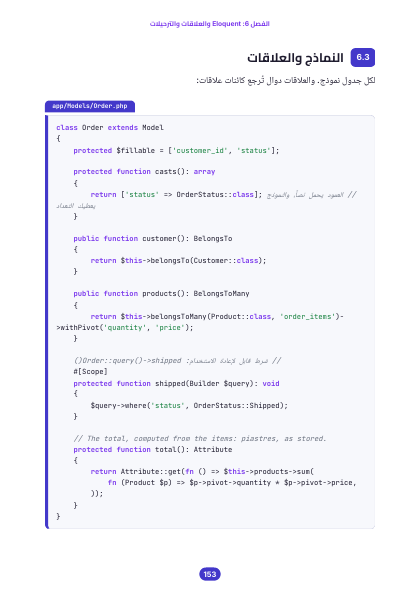 الفصل 6: Eloquent والعلاقات والترحيلات
6.3 النماذج والعلاقات
لكل جدول نموذج. والعلاقات دوال تُرجع كائنات علاقات:
app/Models/Order.php
class Order extends Model
{
    protected $fillable = ['customer_id', 'status'];

    protected function casts(): array
    {
        return ['status' => OrderStatus::class]; // العمود يحمل نصاً، والنموذج
يعطيك التعداد
    }

    public function customer(): BelongsTo
    {
        return $this->belongsTo(Customer::class);
    }

    public function products(): BelongsToMany
    {
        return $this->belongsToMany(Product::class, 'order_items')-
>withPivot('quantity', 'price');
    }

    // شرط قابل لإعادة الاستخدام: Order::query()->shipped()
    #[Scope]
    protected function shipped(Builder $query): void
    {
        $query->where('status', OrderStatus::Shipped);
    }

    // The total, computed from the items: piastres, as stored.
    protected function total(): Attribute
    {
        return Attribute::get(fn () => $this->products->sum(
            fn (Product $p) => $p->pivot->quantity * $p->pivot->price,
        ));
    }
}
153